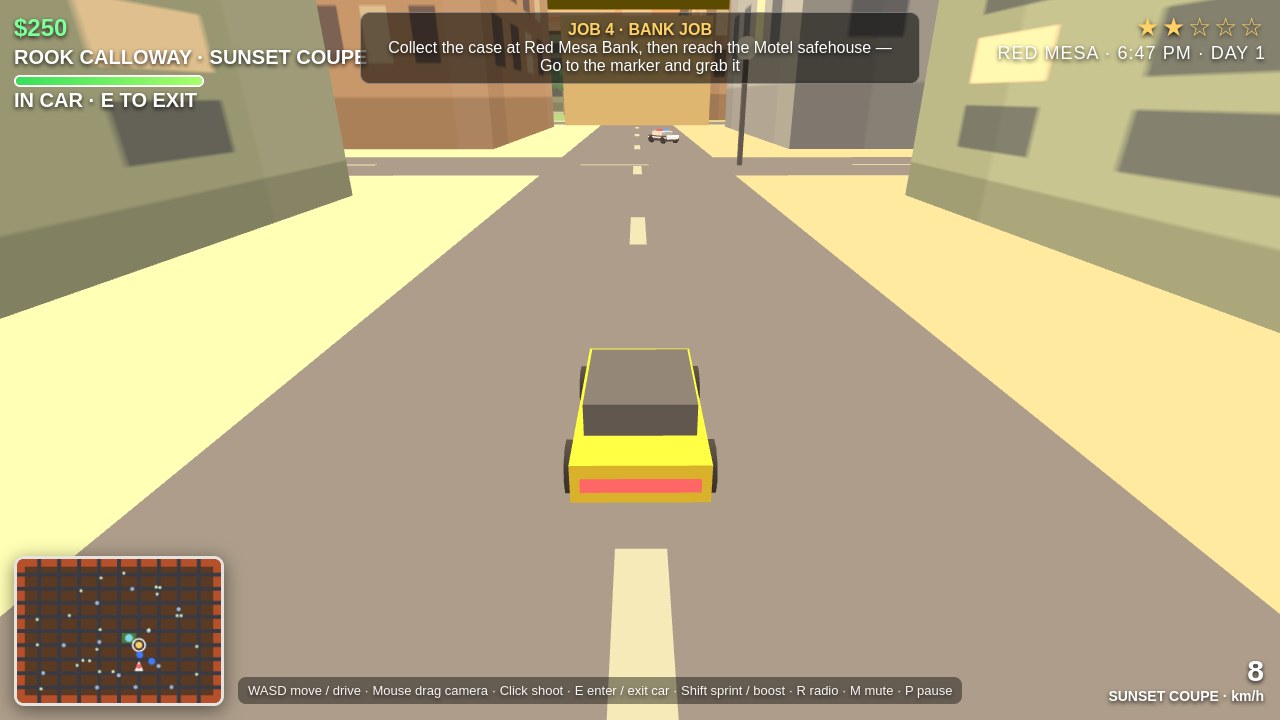 $250
ROOK CALLOWAY · SUNSET COUPE
IN CAR · E TO EXIT
JOB 4 · BANK JOB
Collect the case at Red Mesa Bank, then reach the Motel safehouse —
Go to the marker and grab it
★★☆☆☆
RED MESA · 6:47 PM · DAY 1
WASD move / drive · Mouse drag camera · Click shoot · E enter / exit car · Shift sprint / boost · R radio · M mute · P pause
8
SUNSET COUPE · km/h